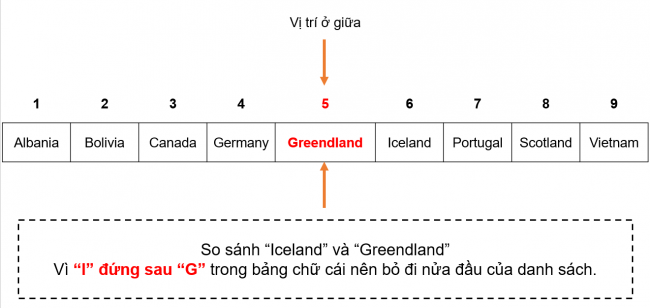 Vị trí ở giữa
1 2 3 4 5 6 7 8 9
Albania Bolivia Canada Germany Greendland Iceland Portugal Scotland Vietnam
So sánh “Iceland” và “Greendland”
Vì “I” đứng sau “G” trong bảng chữ cái nên bỏ đi nửa đầu của danh sách.